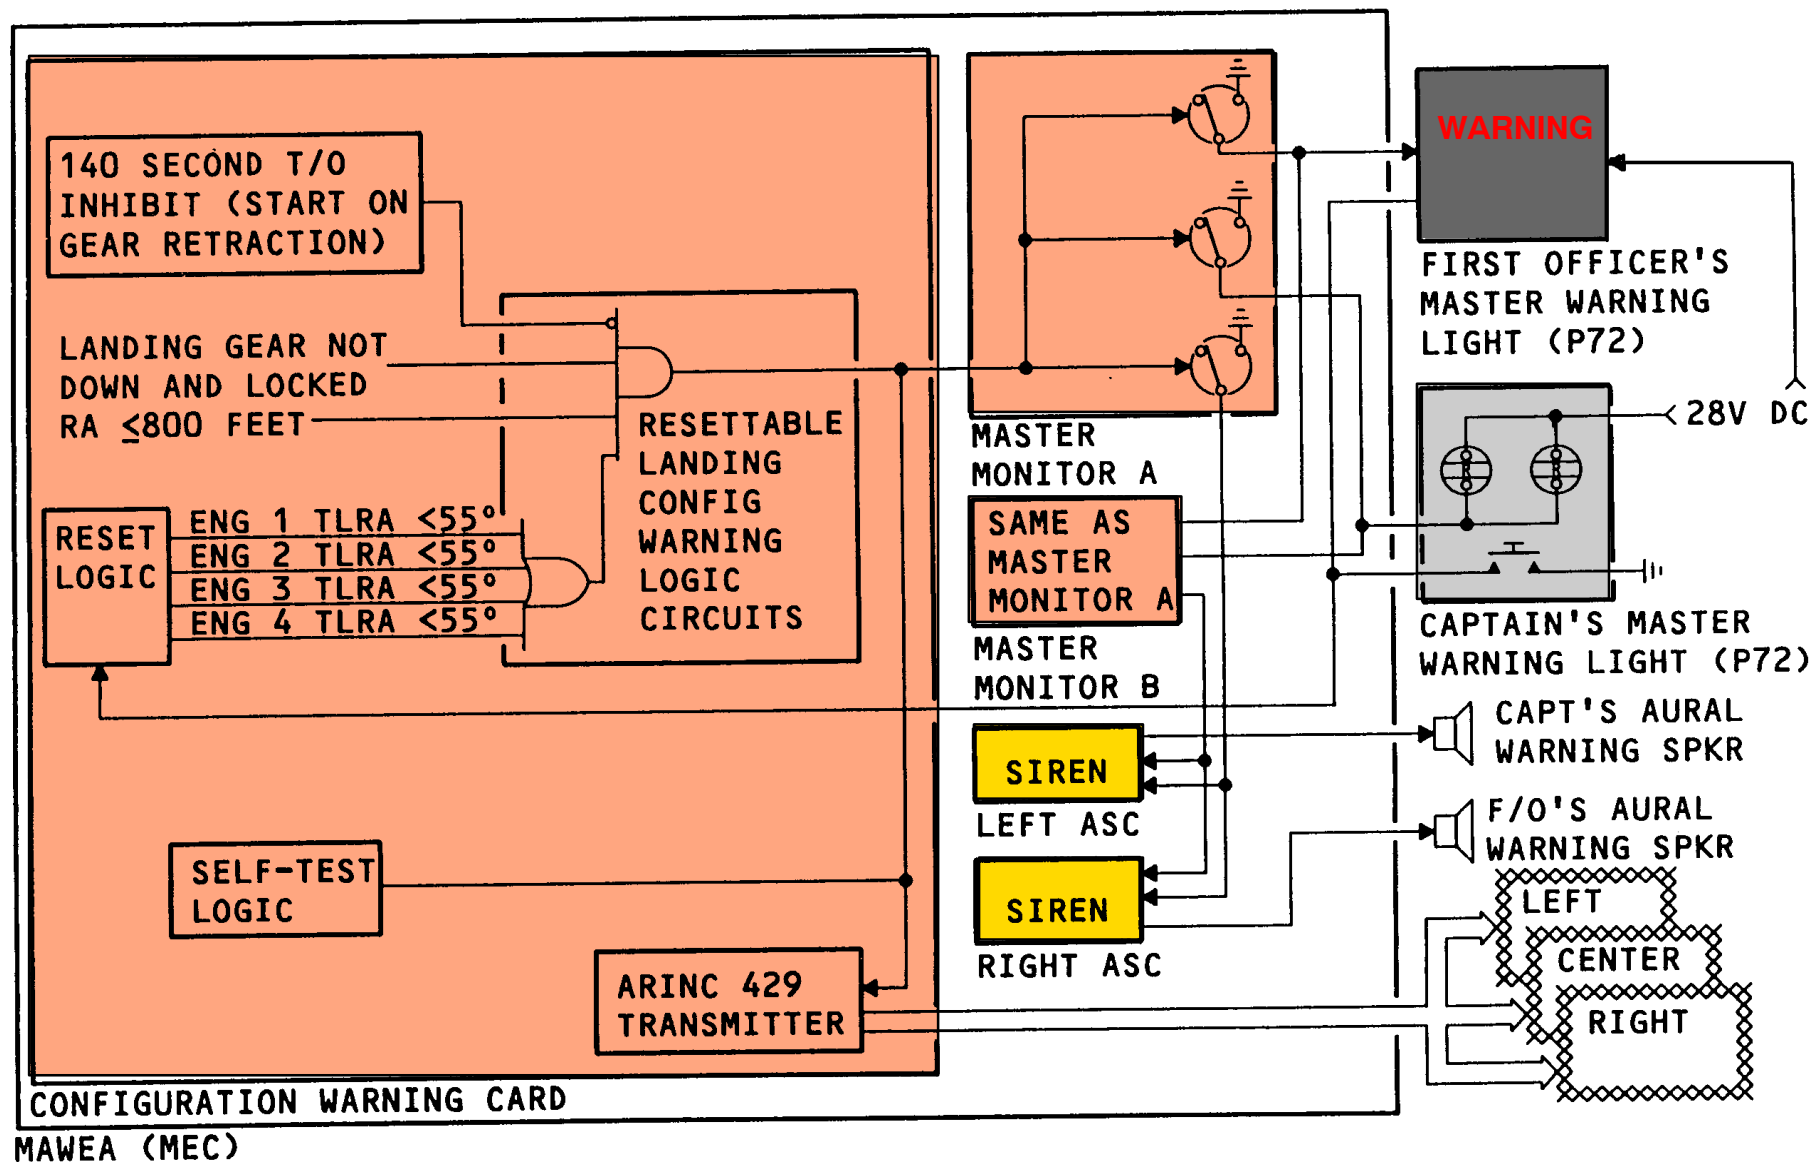 140 SECOND T/O
INHIBIT (START ON
GEAR RETRACTION)
LANDING GEAR NOT
DOWN AND LOCKED
RA ≤800 FEET
RESET
LOGIC
ENG 1 TLRA <55°
ENG 2 TLRA <55°
ENG 3 TLRA <55°
ENG 4 TLRA <55°
RESETTABLE
LANDING
CONFIG
WARNING
LOGIC
CIRCUITS
SELF-TEST
LOGIC
ARINC 429
TRANSMITTER
CONFIGURATION WARNING CARD
MAWEA (MEC)
MASTER
MONITOR A
SAME AS
MASTER
MONITOR A
MASTER
MONITOR B
SIREN
LEFT ASC
SIREN
RIGHT ASC
WARNING
FIRST OFFICER'S
MASTER WARNING
LIGHT (P72)
28V DC
CAPTAIN'S MASTER
WARNING LIGHT (P72)
CAPT'S AURAL
WARNING SPKR
F/O'S AURAL
WARNING SPKR
LEFT
CENTER
RIGHT